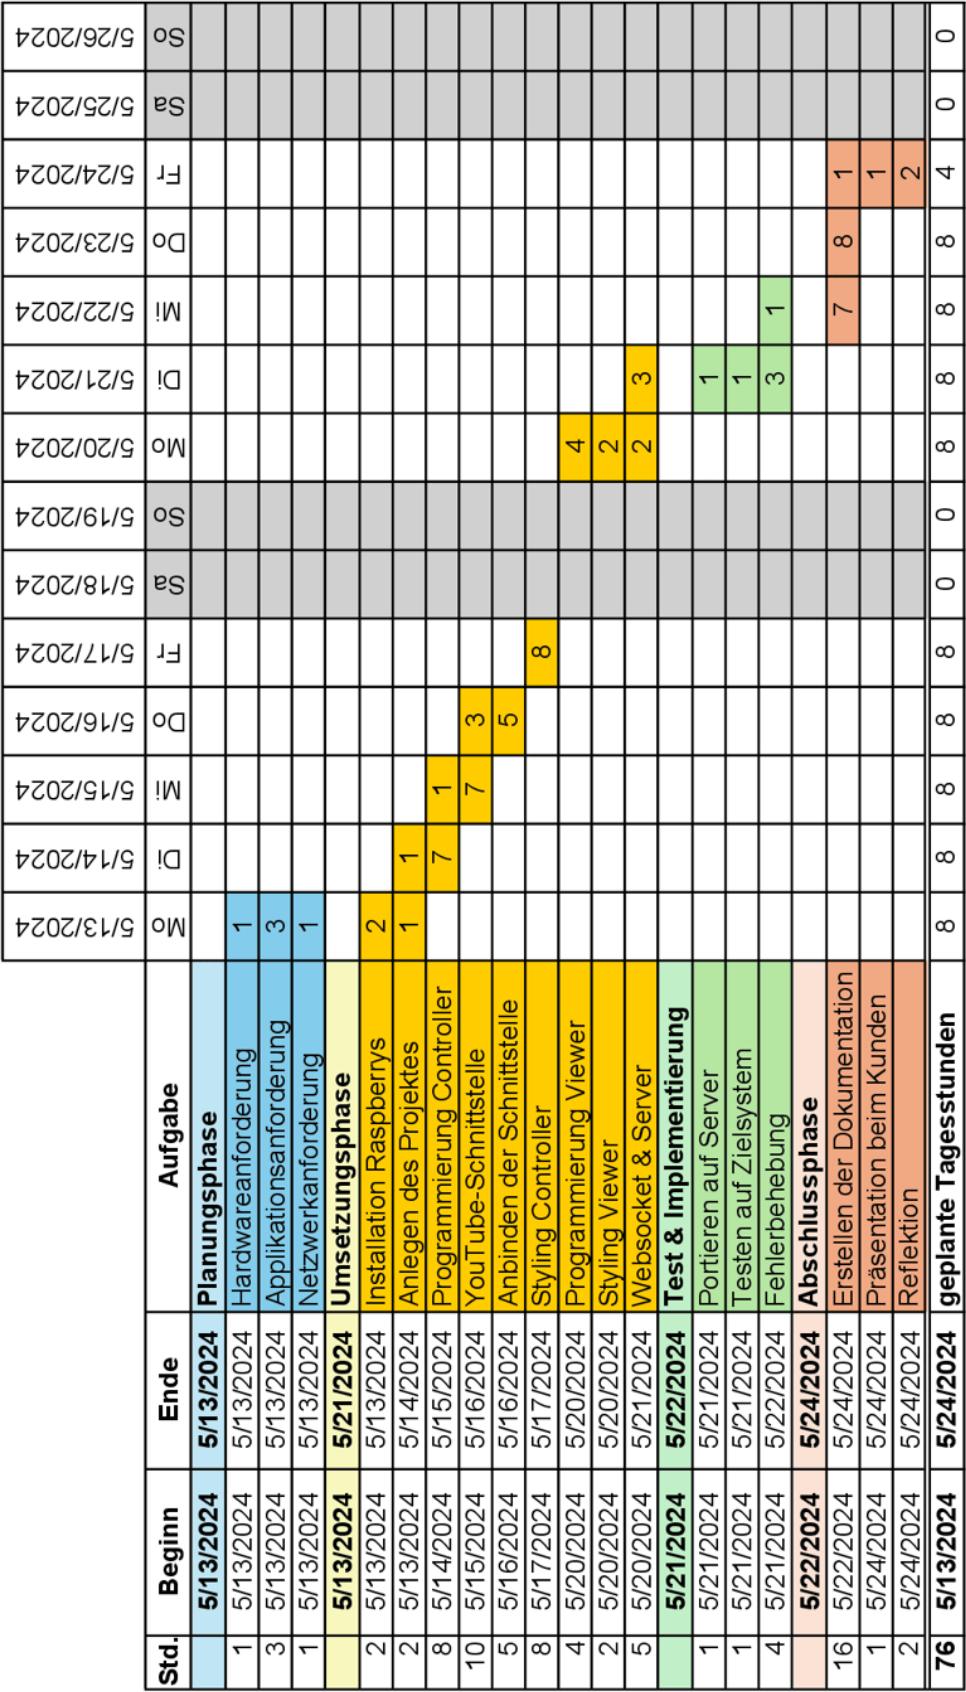 5/13/2024 5/14/2024 5/15/2024 5/16/2024 5/17/2024 5/18/2024 5/19/2024 5/20/2024 5/21/2024 5/22/2024 5/23/2024 5/24/2024 5/25/2024 5/26/2024
Std. Beginn Ende Aufgabe Mo Di Mi Do Fr Sa So Mo Di Mi Do Fr Sa So
5/13/2024 5/13/2024 Planungsphase
1 5/13/2024 5/13/2024 Hardwareanforderung 1
3 5/13/2024 5/13/2024 Applikationsanforderung 3
1 5/13/2024 5/13/2024 Netzwerkanforderung 1
5/13/2024 5/21/2024 Umsetzungsphase
2 5/13/2024 5/13/2024 Installation Raspberrys 2
2 5/13/2024 5/14/2024 Anlegen des Projektes 1 1
8 5/14/2024 5/15/2024 Programmierung Controller 7 1
10 5/15/2024 5/16/2024 YouTube-Schnittstelle 7 3
5 5/16/2024 5/16/2024 Anbinden der Schnittstelle 5
8 5/17/2024 5/17/2024 Styling Controller 8
4 5/20/2024 5/20/2024 Programmierung Viewer 4
2 5/20/2024 5/20/2024 Styling Viewer 2
5 5/20/2024 5/21/2024 Websocket & Server 2 3
5/21/2024 5/22/2024 Test & Implementierung
1 5/21/2024 5/21/2024 Portieren auf Server 1
1 5/21/2024 5/21/2024 Testen auf Zielsystem 1
4 5/21/2024 5/22/2024 Fehlerbehebung 3 1
5/22/2024 5/24/2024 Abschlussphase
16 5/22/2024 5/24/2024 Erstellen der Dokumentation 7 8 1
1 5/24/2024 5/24/2024 Präsentation beim Kunden 1
2 5/24/2024 5/24/2024 Reflektion 2
76 5/13/2024 5/24/2024 geplante Tagesstunden 8 8 8 8 8 0 0 8 8 8 8 4 0 0